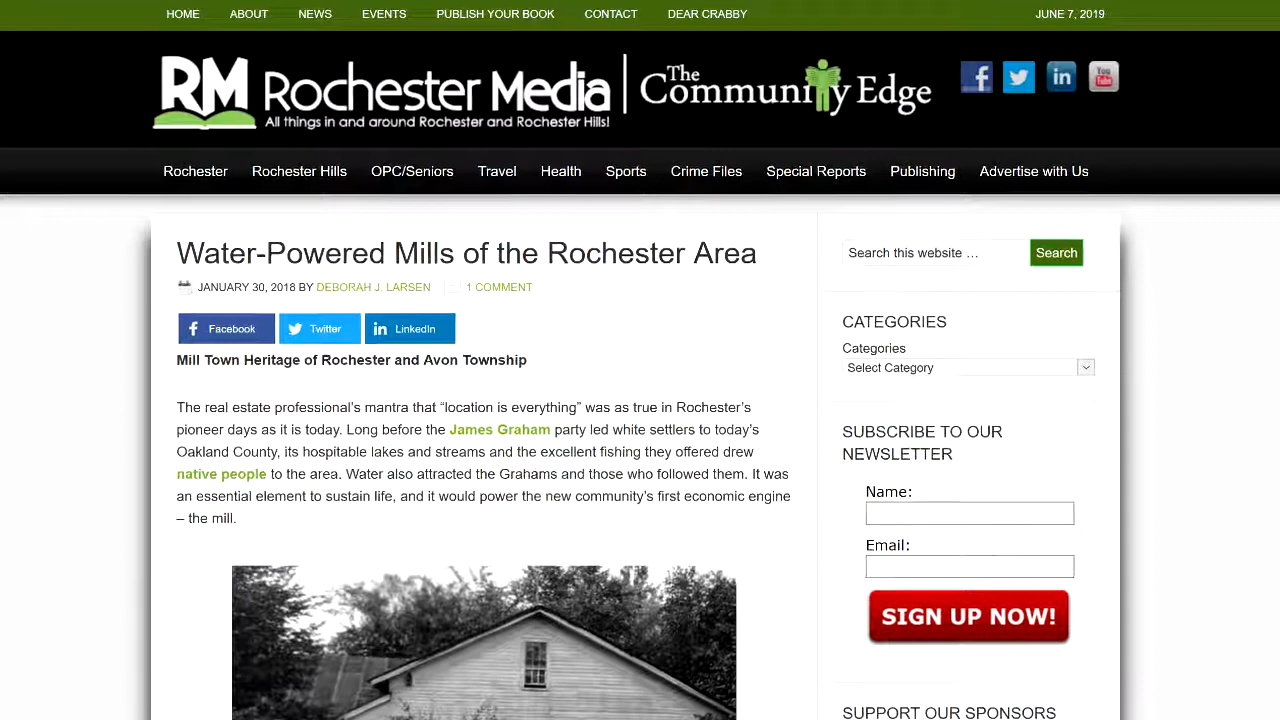 HOME ABOUT NEWS EVENTS PUBLISH YOUR BOOK CONTACT DEAR CRABBY JUNE 7, 2019
RM Rochester Media The Community Edge
All things in and around Rochester and Rochester Hills!
You Tube
Rochester Rochester Hills OPC/Seniors Travel Health Sports Crime Files Special Reports Publishing Advertise with Us
Water-Powered Mills of the Rochester Area
JANUARY 30, 2018 BY DEBORAH J. LARSEN 1 COMMENT
Facebook Twitter LinkedIn
Mill Town Heritage of Rochester and Avon Township
The real estate professional’s mantra that “location is everything” was as true in Rochester’s
pioneer days as it is today. Long before the James Graham party led white settlers to today’s
Oakland County, its hospitable lakes and streams and the excellent fishing they offered drew
native people to the area. Water also attracted the Grahams and those who followed them. It was
an essential element to sustain life, and it would power the new community’s first economic engine
– the mill.
Search this website …
Search
CATEGORIES
Categories
Select Category
SUBSCRIBE TO OUR
NEWSLETTER
Name:
Email:
SIGN UP NOW!
SUPPORT OUR SPONSORS